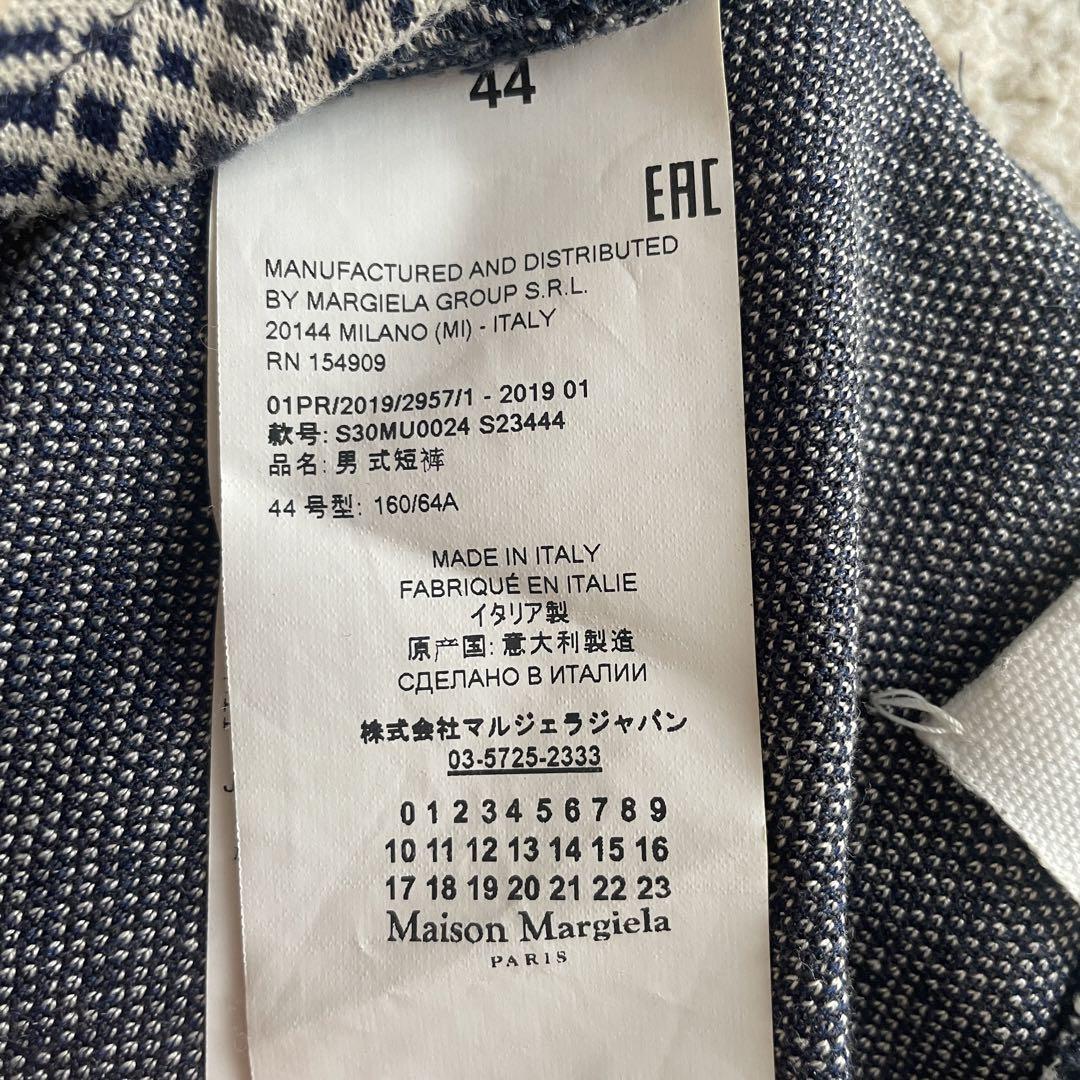 44
EAC
MANUFACTURED AND DISTRIBUTED
BY MARGIELA GROUP S.R.L.
20144 MILANO (MI) - ITALY
RN 154909
01PR/2019/2957/1 - 2019 01
款号: S30MU0024 S23444
品名: 男 式短裤
44 号型: 160/64A
MADE IN ITALY
FABRIQUÉ EN ITALIE
イタリア製
原产国: 意大利製造
СДЕЛАНО В ИТАЛИИ
株式会社マルジェラジャパン
03-5725-2333
0 1 2 3 4 5 6 7 8 9
10 11 12 13 14 15 16
17 18 19 20 21 22 23
Maison Margiela
PARIS